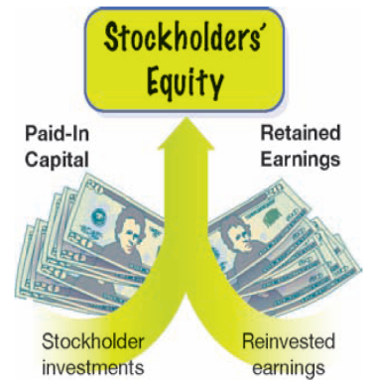 Stockholders'
Equity
Paid-In
Capital
Retained
Earnings
Stockholder
investments
Reinvested
earnings